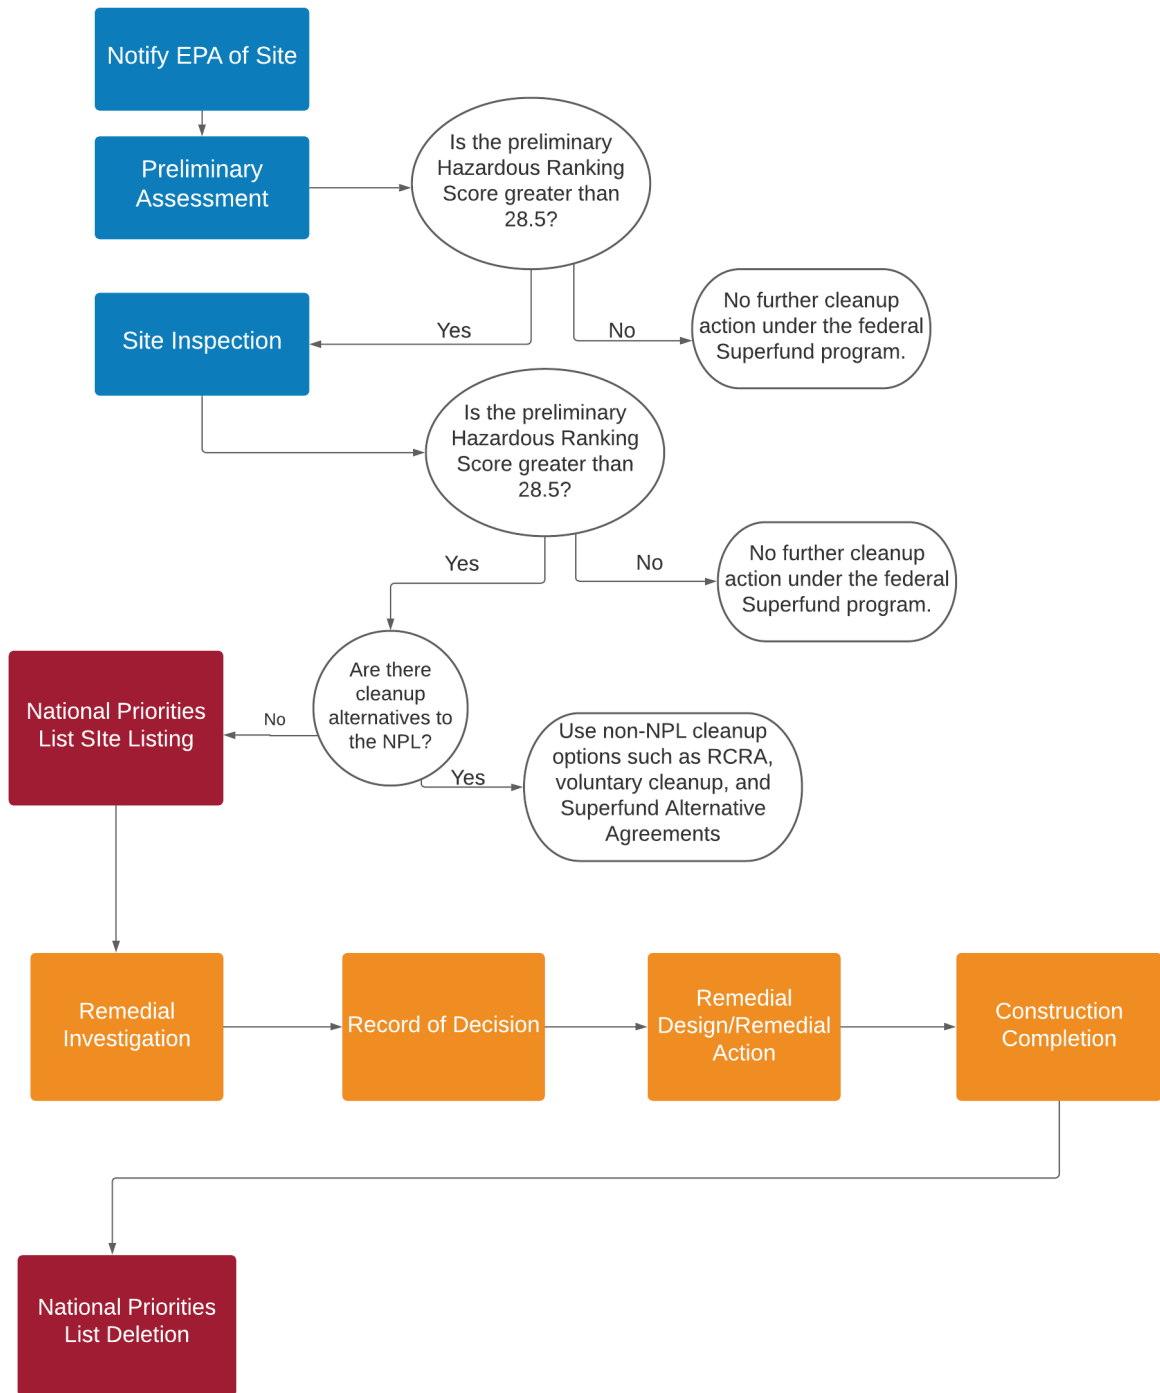 Notify EPA of Site
Preliminary
Assessment
Is the preliminary
Hazardous Ranking
Score greater than
28.5?
Site Inspection
Yes
No
No further cleanup
action under the federal
Superfund program.
Is the preliminary
Hazardous Ranking
Score greater than
28.5?
Yes
No
No further cleanup
action under the federal
Superfund program.
Are there
cleanup
alternatives to
the NPL?
No
National Priorities
List SIte Listing
Yes
Use non-NPL cleanup
options such as RCRA,
voluntary cleanup, and
Superfund Alternative
Agreements
Remedial
Investigation
Record of Decision
Remedial
Design/Remedial
Action
Construction
Completion
National Priorities
List Deletion